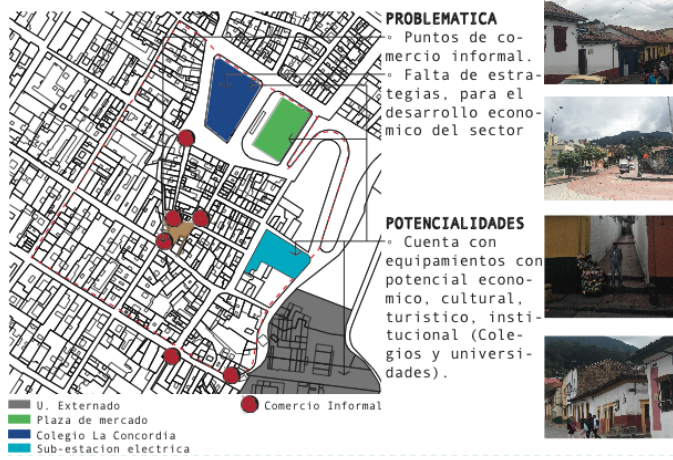 PROBLEMATICA
◦ Puntos de co-
mercio informal.
◦ Falta de estra-
tegias, para el
desarrollo econo-
mico del sector
POTENCIALIDADES
◦ Cuenta con
equipamientos con
potencial econo-
mico, cultural,
turistico, insti-
tucional (Cole-
gios y universi-
dades).
U. Externado
Comercio Informal
Plaza de mercado
Colegio La Concordia
Sub-estacion electrica